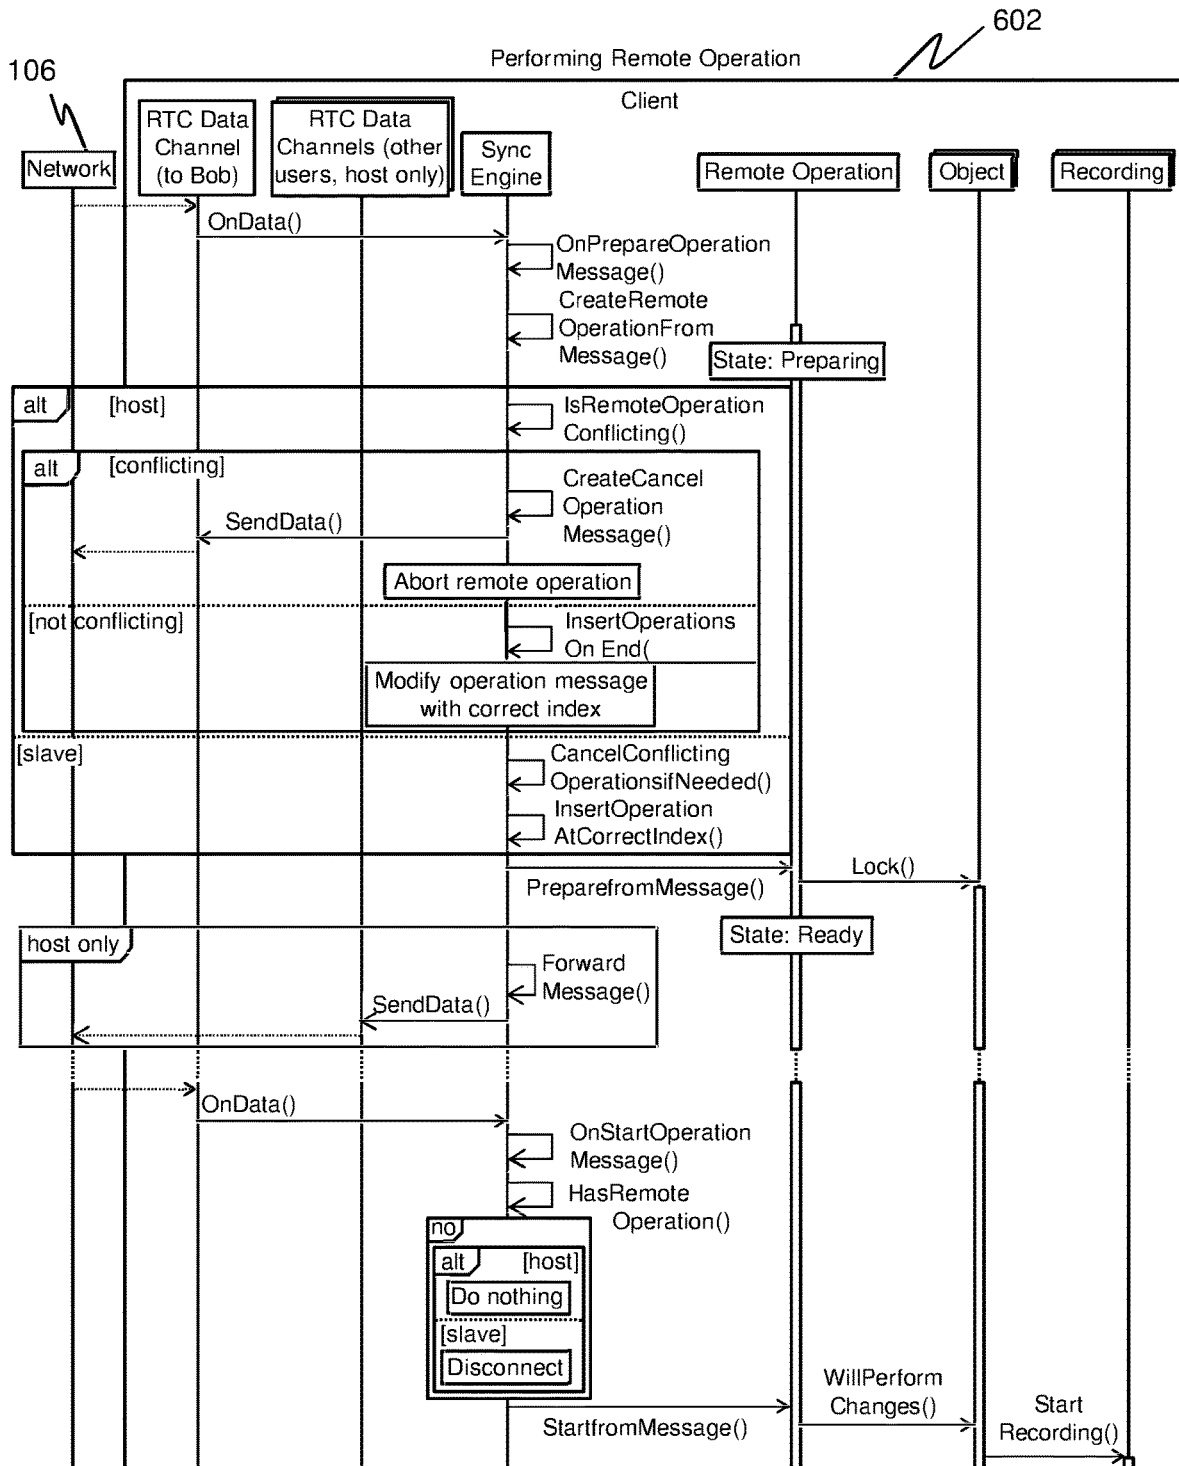 602
Performing Remote Operation
106
Client
RTC Data
Channel
(to Bob)
RTC Data
Channels (other
users, host only)
Sync
Engine
Network
Remote Operation
Object
Recording
OnData()
OnPrepareOperation
Message()
CreateRemote
OperationFrom
Message()
State: Preparing
alt
[host]
IsRemoteOperation
Conflicting()
alt
[conflicting]
CreateCancel
Operation
Message()
SendData()
Abort remote operation
[not conflicting]
InsertOperations
On End(
Modify operation message
with correct index
[slave]
CancelConflicting
OperationsifNeeded()
InsertOperation
AtCorrectIndex()
PreparefromMessage()
Lock()
State: Ready
host only
Forward
Message()
SendData()
OnData()
OnStartOperation
Message()
HasRemote
Operation()
no
alt
[host]
Do nothing
[slave]
Disconnect
StartfromMessage()
WillPerform
Changes()
Start
Recording()